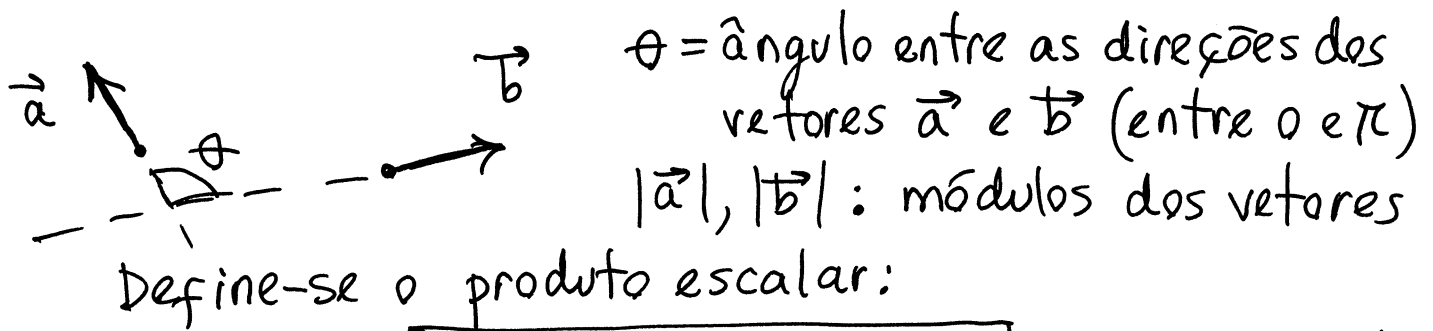 a⃗ θ b⃗ θ = ângulo entre as direções dos
vetores a⃗ e b⃗ (entre 0 e π)
|a⃗|, |b⃗| : módulos dos vetores
Define-se o produto escalar: